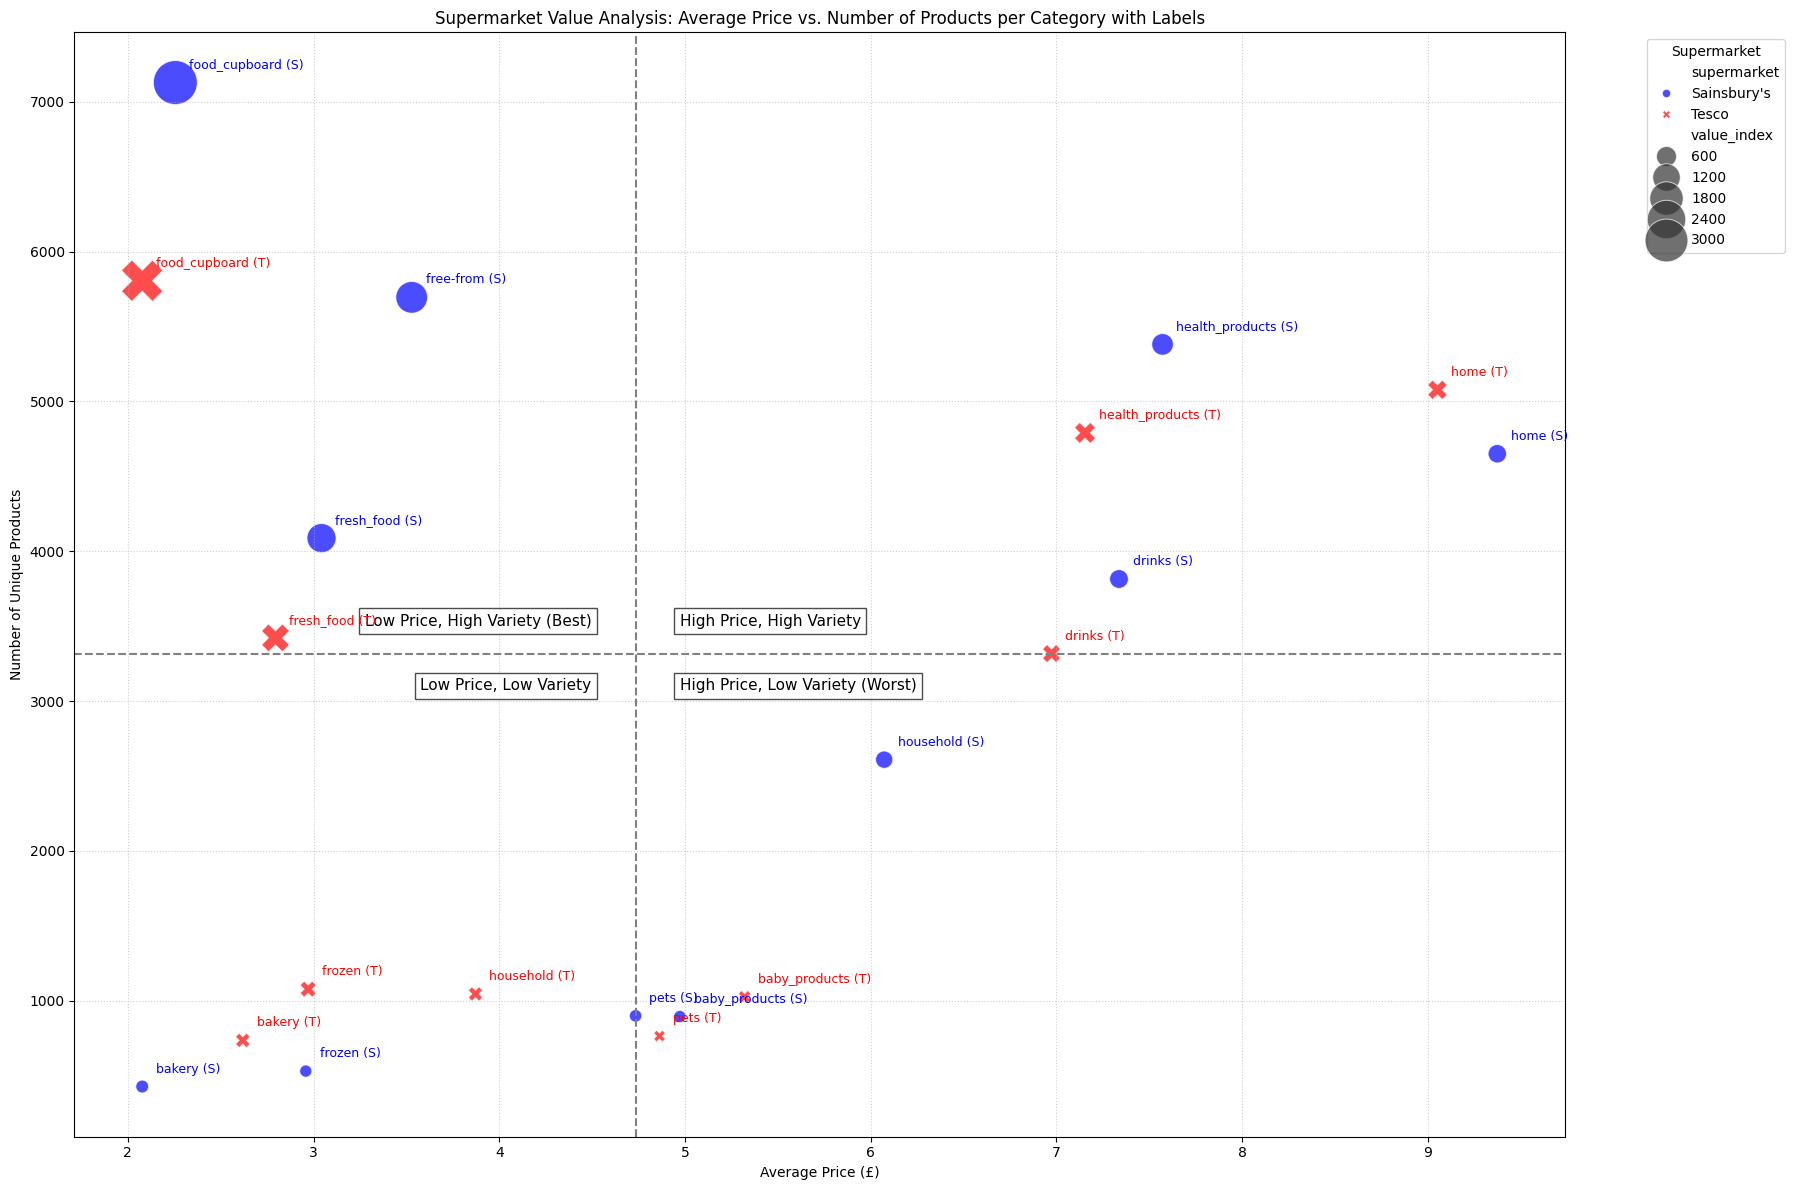 Supermarket Value Analysis: Average Price vs. Number of Products per Category with Labels
Number of Unique Products
7000
6000
5000
4000
3000
2000
1000
food_cupboard (S)
food_cupboard (T)
free-from (S)
health_products (S)
home (T)
health_products (T)
home (S)
fresh_food (S)
drinks (S)
fresh_food (T)
Low Price, High Variety (Best)
High Price, High Variety
drinks (T)
Low Price, Low Variety
High Price, Low Variety (Worst)
household (S)
frozen (T)
household (T)
baby_products (T)
pets (S)
baby_products (S)
pets (T)
bakery (T)
frozen (S)
bakery (S)
2
3
4
5
6
7
8
9
Average Price (£)
Supermarket
supermarket
Sainsbury's
Tesco
value_index
600
1200
1800
2400
3000